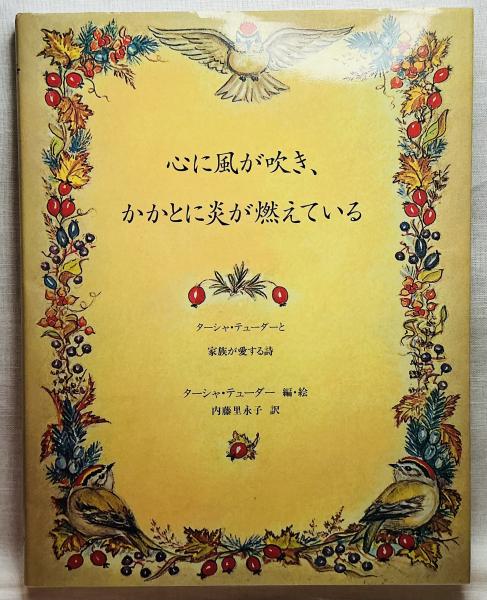 心に風が吹き、
かかとに炎が燃えている
ターシャ・テューダーと
家族が愛する詩
ターシャ・テューダー 編・絵
内藤里永子 訳